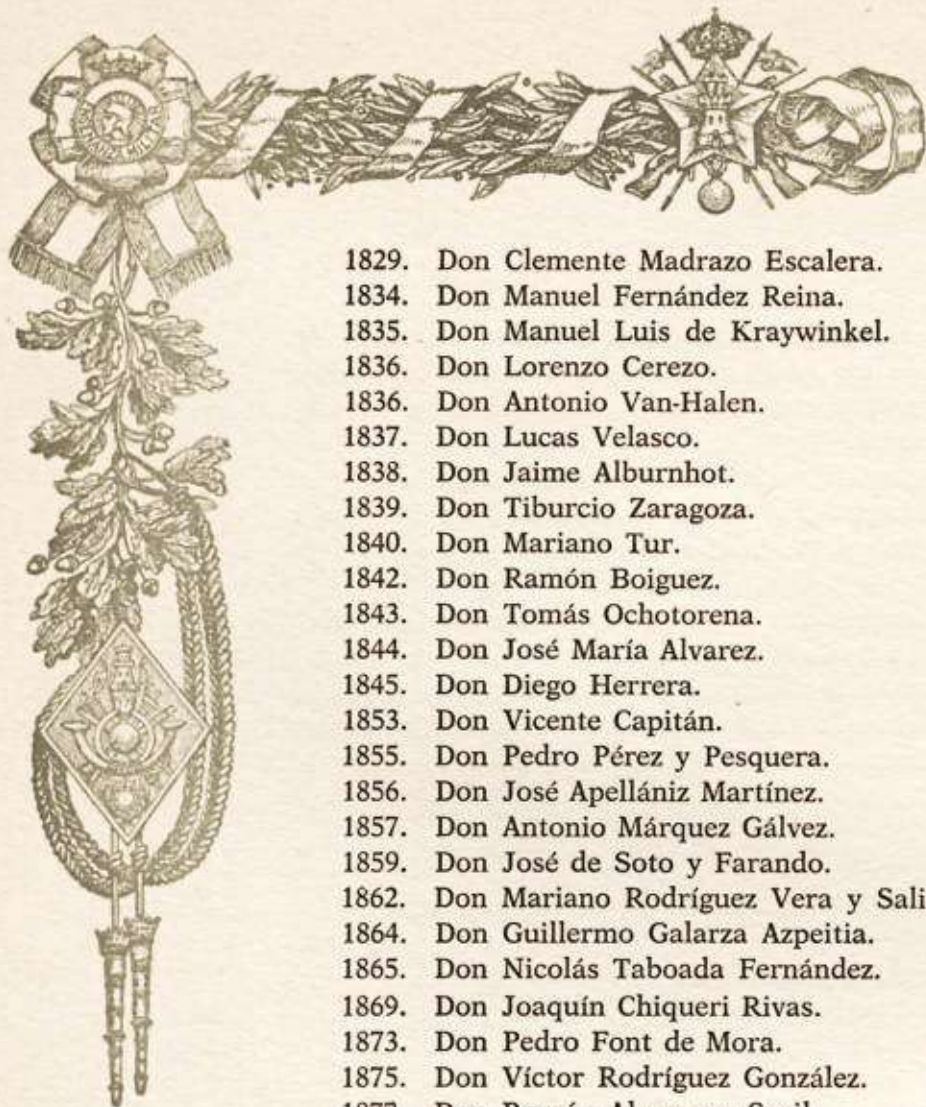 1829. Don Clemente Madrazo Escalera.
1834. Don Manuel Fernández Reina.
1835. Don Manuel Luis de Kraywinkel.
1836. Don Lorenzo Cerezo.
1836. Don Antonio Van-Halen.
1837. Don Lucas Velasco.
1838. Don Jaime Alburnhot.
1839. Don Tiburcio Zaragoza.
1840. Don Mariano Tur.
1842. Don Ramón Boiguez.
1843. Don Tomás Ochotorena.
1844. Don José María Alvarez.
1845. Don Diego Herrera.
1853. Don Vicente Capitán.
1855. Don Pedro Pérez y Pesquera.
1856. Don José Apellániz Martínez.
1857. Don Antonio Márquez Gálvez.
1859. Don José de Soto y Farando.
1862. Don Mariano Rodríguez Vera y Sali
1864. Don Guillermo Galarza Azpeitia.
1865. Don Nicolás Taboada Fernández.
1869. Don Joaquín Chiqueri Rivas.
1873. Don Pedro Font de Mora.
1875. Don Víctor Rodríguez González.